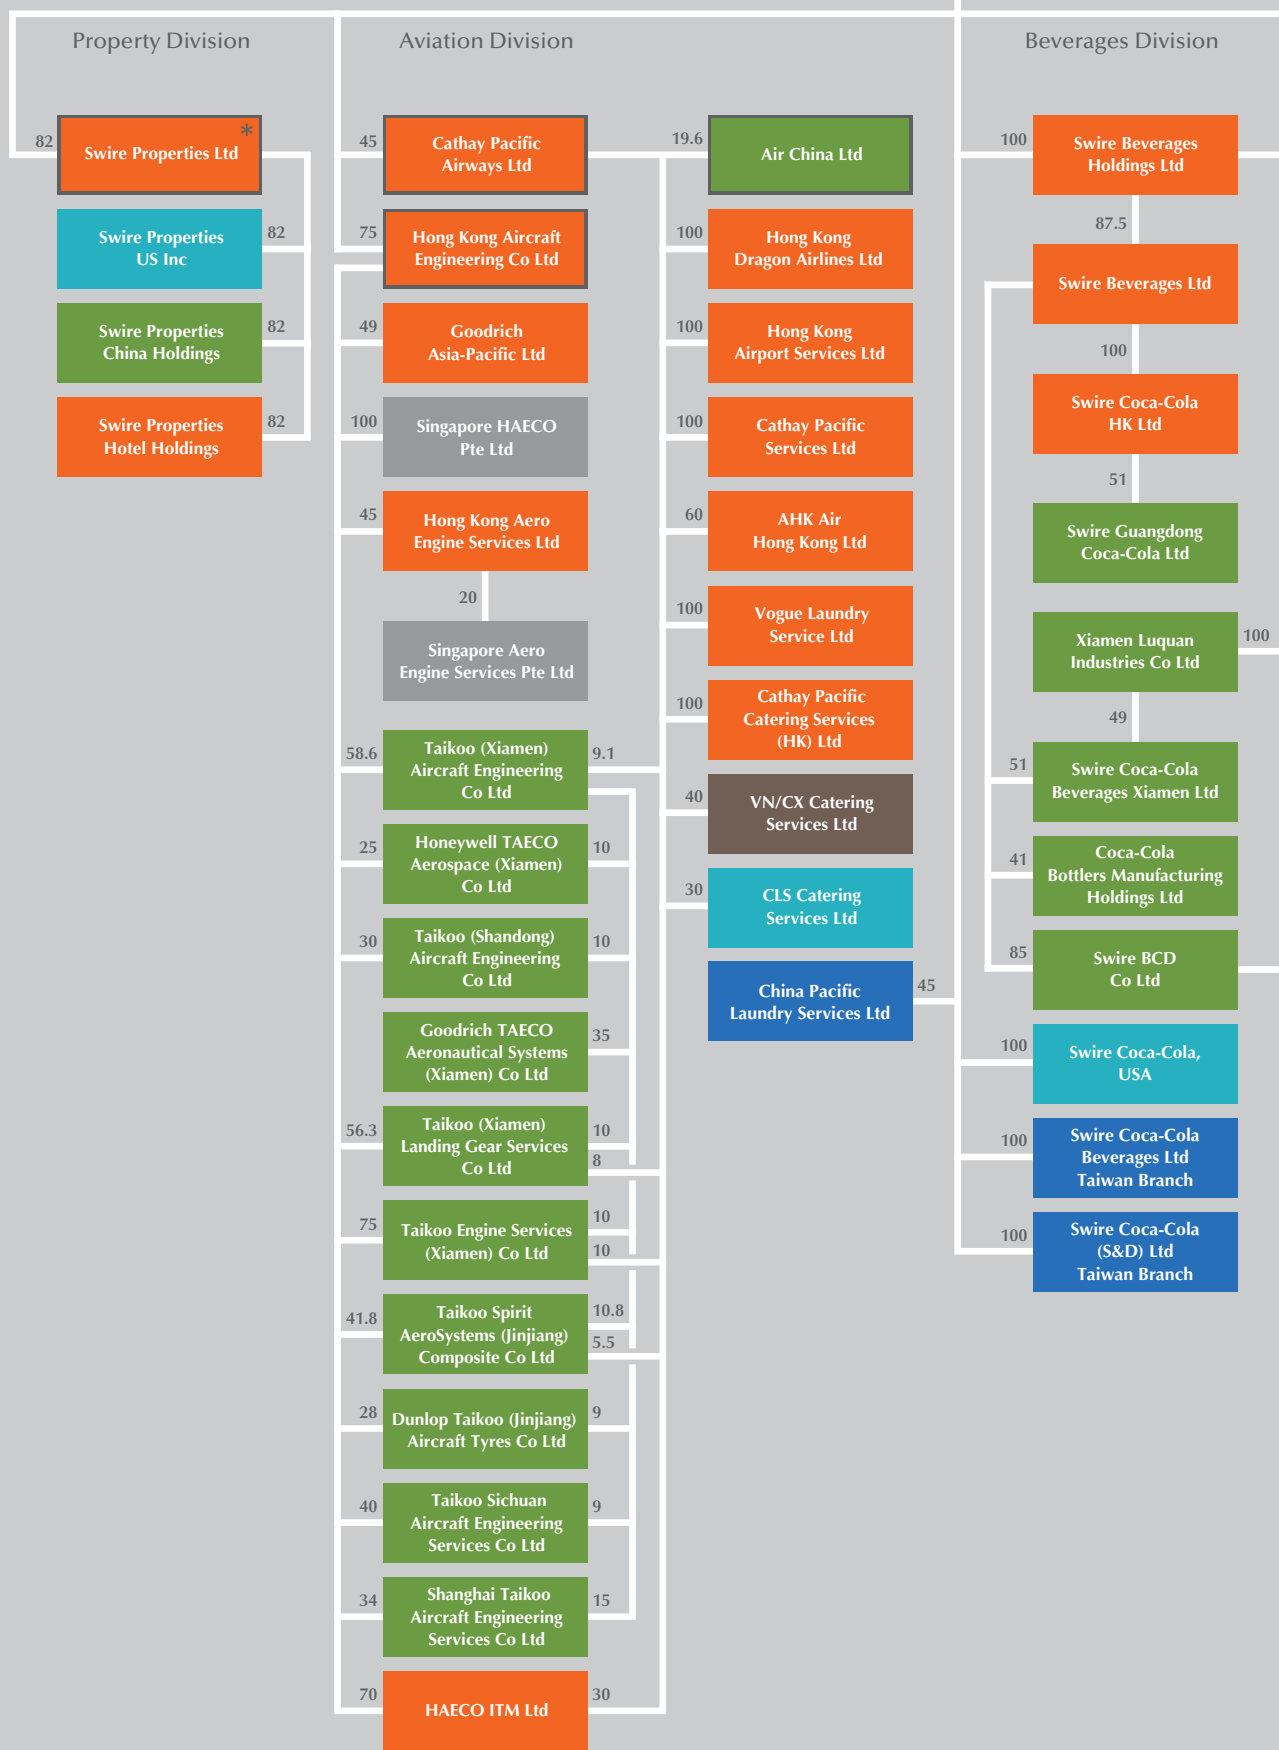 Property Division
82
Swire Properties Ltd
*
Swire Properties
US Inc
82
Swire Properties
China Holdings
82
Swire Properties
Hotel Holdings
82
Aviation Division
45
Cathay Pacific
Airways Ltd
75
Hong Kong Aircraft
Engineering Co Ltd
49
Goodrich
Asia-Pacific Ltd
100
Singapore HAECO
Pte Ltd
45
Hong Kong Aero
Engine Services Ltd
20
Singapore Aero
Engine Services Pte Ltd
58.6
Taikoo (Xiamen)
Aircraft Engineering
Co Ltd
9.1
25
Honeywell TAECO
Aerospace (Xiamen)
Co Ltd
10
30
Taikoo (Shandong)
Aircraft Engineering
Co Ltd
10
Goodrich TAECO
Aeronautical Systems
(Xiamen) Co Ltd
35
56.3
Taikoo (Xiamen)
Landing Gear Services
Co Ltd
10
8
75
Taikoo Engine Services
(Xiamen) Co Ltd
10
10
41.8
Taikoo Spirit
AeroSystems (Jinjiang)
Composite Co Ltd
10.8
5.5
28
Dunlop Taikoo (Jinjiang)
Aircraft Tyres Co Ltd
9
40
Taikoo Sichuan
Aircraft Engineering
Services Co Ltd
9
34
Shanghai Taikoo
Aircraft Engineering
Services Co Ltd
15
70
HAECO ITM Ltd
30
19.6
Air China Ltd
100
Hong Kong
Dragon Airlines Ltd
100
Hong Kong
Airport Services Ltd
100
Cathay Pacific
Services Ltd
60
AHK Air
Hong Kong Ltd
100
Vogue Laundry
Service Ltd
100
Cathay Pacific
Catering Services
(HK) Ltd
40
VN/CX Catering
Services Ltd
30
CLS Catering
Services Ltd
China Pacific
Laundry Services Ltd
45
Beverages Division
100
Swire Beverages
Holdings Ltd
87.5
Swire Beverages Ltd
100
Swire Coca-Cola
HK Ltd
51
Swire Guangdong
Coca-Cola Ltd
Xiamen Luquan
Industries Co Ltd
100
49
51
Swire Coca-Cola
Beverages Xiamen Ltd
41
Coca-Cola
Bottlers Manufacturing
Holdings Ltd
85
Swire BCD
Co Ltd
100
Swire Coca-Cola,
USA
100
Swire Coca-Cola
Beverages Ltd
Taiwan Branch
100
Swire Coca-Cola
(S&D) Ltd
Taiwan Branch